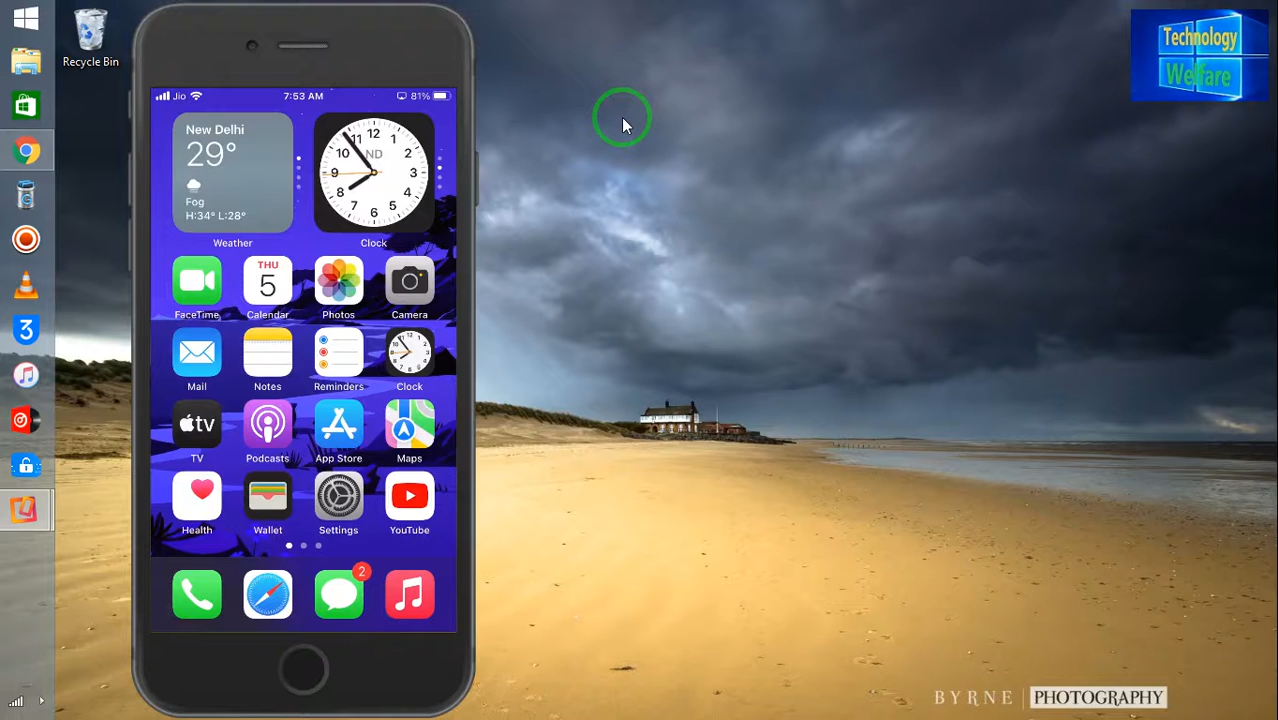 Recycle Bin
Technology
Welfare
Jio 7:53 AM 81%
New Delhi
29°
Fog
H:34° L:28°
12
11 1
10 2
9 3
8 4
7 5
6
ND
Weather Clock
THU
5
FaceTime Calendar Photos Camera
Mail Notes Reminders Clock
tv
TV Podcasts App Store Maps
Health Wallet Settings YouTube
2
3
BYRNE | PHOTOGRAPHY